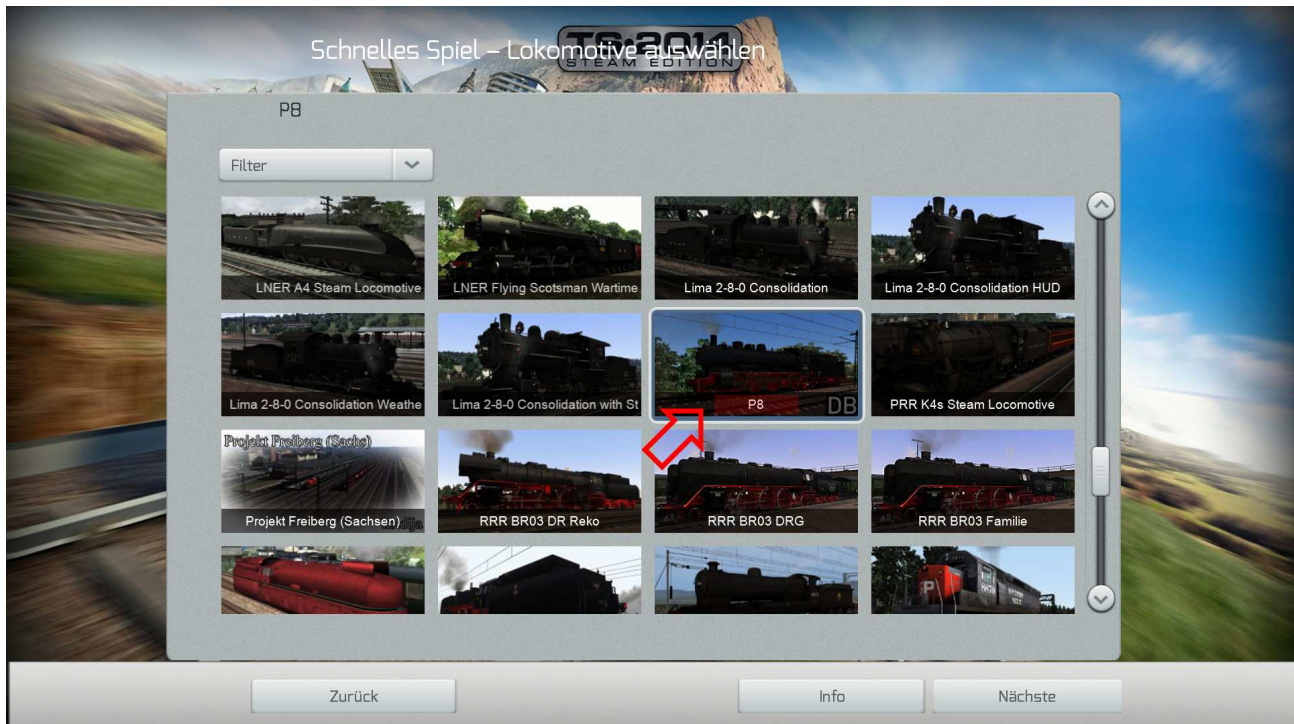 Schnelles Spiel – Lokomotive auswählen
TS:2014
STEAM EDITION
P8
Filter
LNER A4 Steam Locomotive
LNER Flying Scotsman Wartime
Lima 2-8-0 Consolidation
Lima 2-8-0 Consolidation HUD
Lima 2-8-0 Consolidation Weathe
Lima 2-8-0 Consolidation with St
P8
DB
PRR K4s Steam Locomotive
Projekt Freiberg (Sachs)
Projekt Freiberg (Sachsen)
RRR BR03 DR Reko
RRR BR03 DRG
RRR BR03 Familie
Zurück
Info
Nächste